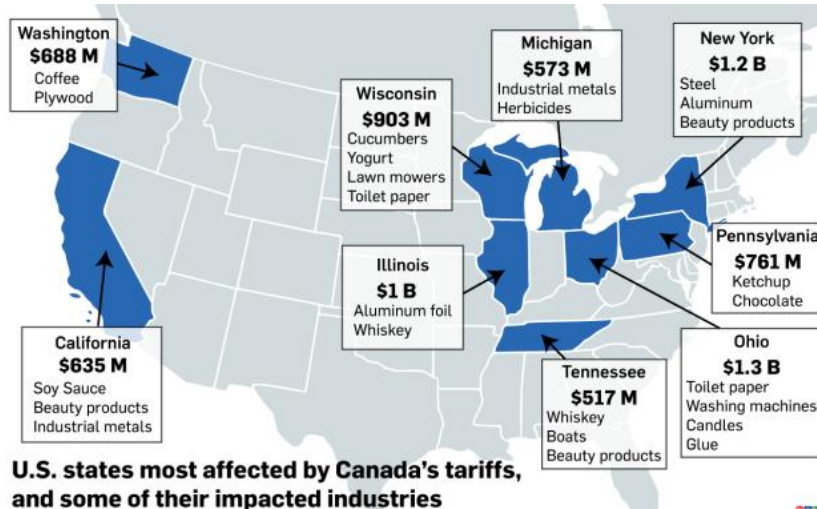 Washington
$688 M
Coffee
Plywood
Wisconsin
$903 M
Cucumbers
Yogurt
Lawn mowers
Toilet paper
Michigan
$573 M
Industrial metals
Herbicides
New York
$1.2 B
Steel
Aluminum
Beauty products
Illinois
$1 B
Aluminum foil
Whiskey
Pennsylvania
$761 M
Ketchup
Chocolate
California
$635 M
Soy Sauce
Beauty products
Industrial metals
Tennessee
$517 M
Whiskey
Boats
Beauty products
Ohio
$1.3 B
Toilet paper
Washing machines
Candles
Glue
U.S. states most affected by Canada's tariffs,
and some of their impacted industries